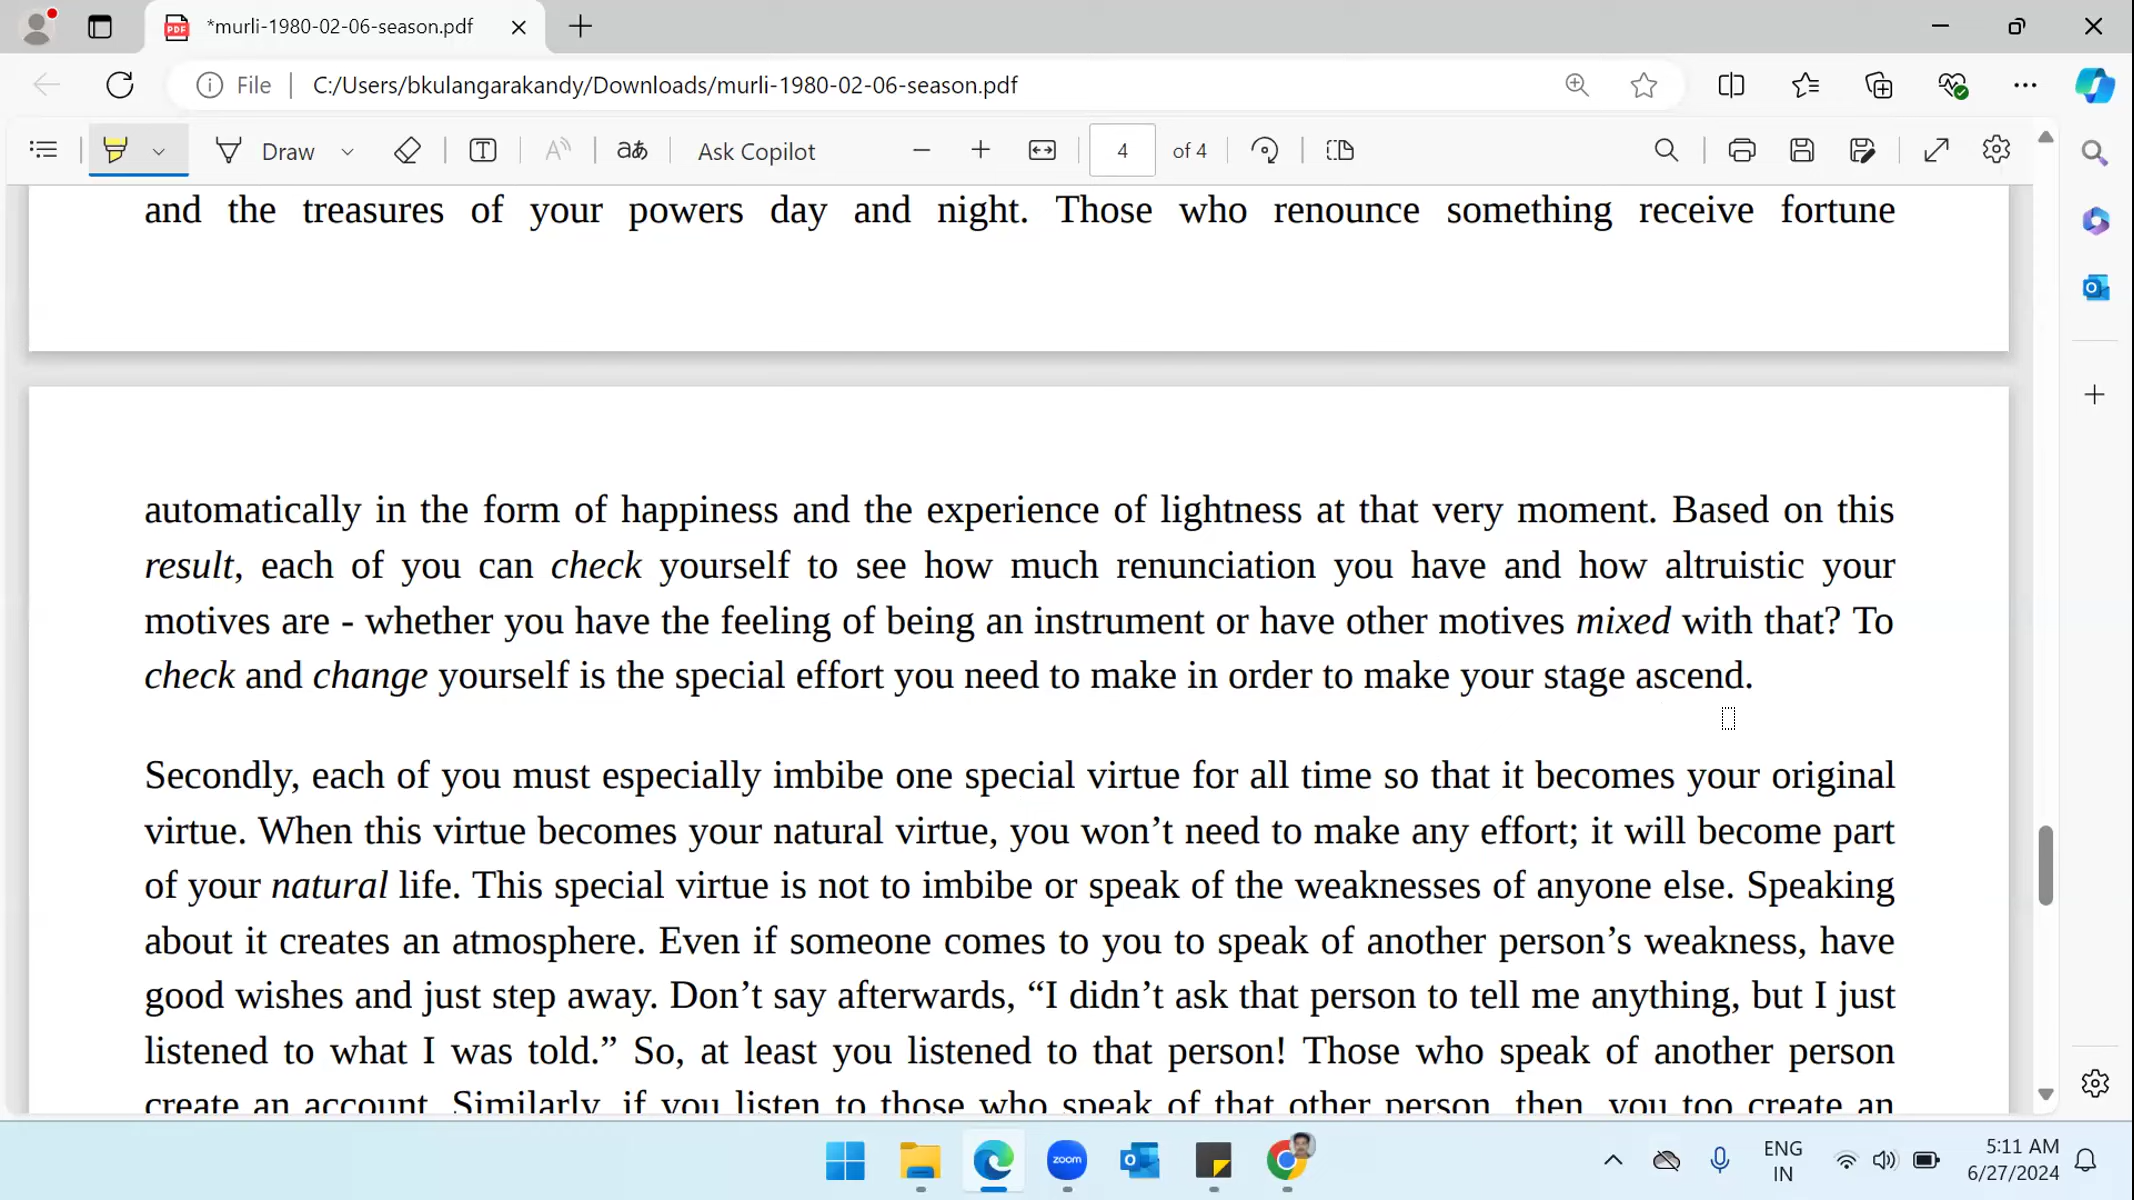 *murli-1980-02-06-season.pdf
File | C:/Users/bkulangarakandy/Downloads/murli-1980-02-06-season.pdf
Draw aあ Ask Copilot 4 of 4
and the treasures of your powers day and night. Those who renounce something receive fortune
automatically in the form of happiness and the experience of lightness at that very moment. Based on this
result, each of you can check yourself to see how much renunciation you have and how altruistic your
motives are - whether you have the feeling of being an instrument or have other motives mixed with that? To
check and change yourself is the special effort you need to make in order to make your stage ascend.
Secondly, each of you must especially imbibe one special virtue for all time so that it becomes your original
virtue. When this virtue becomes your natural virtue, you won’t need to make any effort; it will become part
of your natural life. This special virtue is not to imbibe or speak of the weaknesses of anyone else. Speaking
about it creates an atmosphere. Even if someone comes to you to speak of another person’s weakness, have
good wishes and just step away. Don’t say afterwards, “I didn’t ask that person to tell me anything, but I just
listened to what I was told.” So, at least you listened to that person! Those who speak of another person
create an account. Similarly, if you listen to those who speak of that other person, then, you too create an
zoom
ENG
IN
5:11 AM
6/27/2024